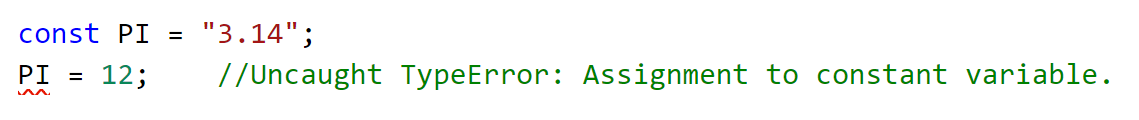 const PI = "3.14";
PI = 12;    //Uncaught TypeError: Assignment to constant variable.